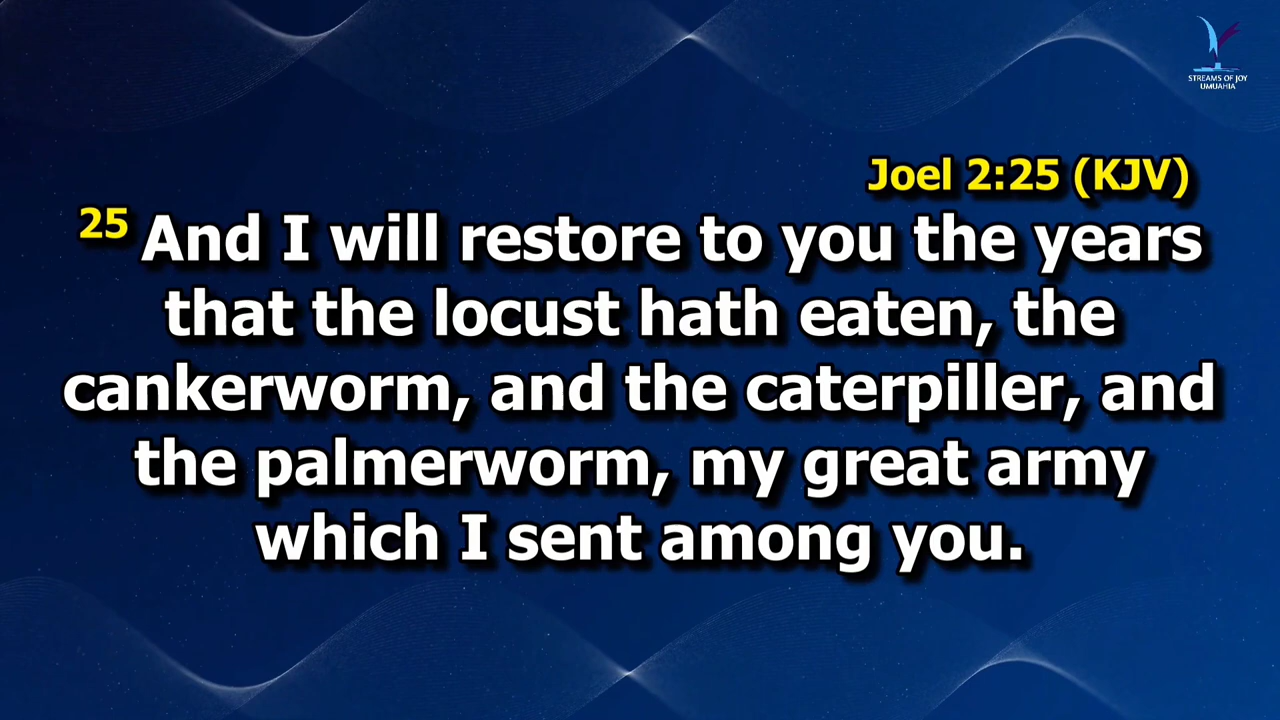 STREAMS OF JOY
UMUAHIA
Joel 2:25 (KJV)
25 And I will restore to you the years
that the locust hath eaten, the
cankerworm, and the caterpiller, and
the palmerworm, my great army
which I sent among you.